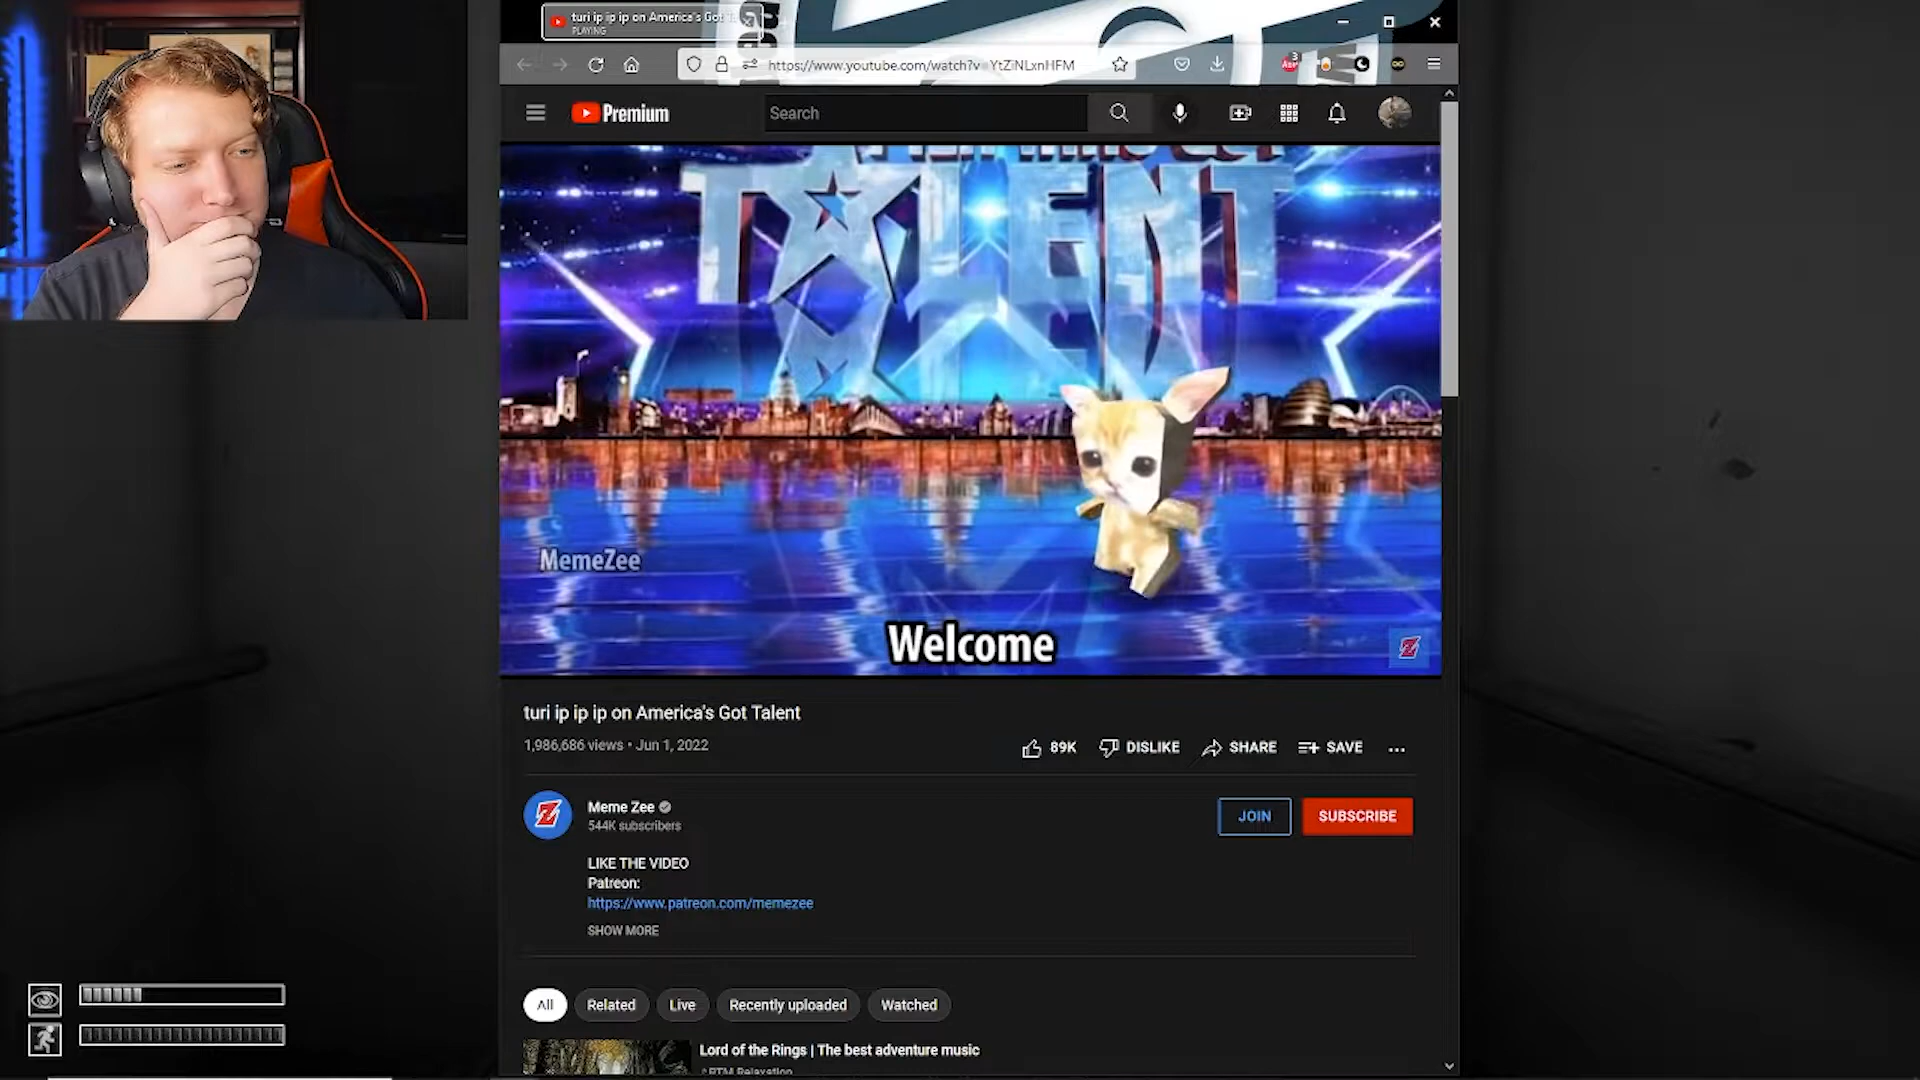 turi ip ip ip on America's Got
PLAYING
https://www.youtube.com/watch?v=YtZiNLxnHFM
Premium
Search
TALENT
MemeZee
Welcome
turi ip ip ip on America's Got Talent
1,986,686 views • Jun 1, 2022
89K DISLIKE SHARE SAVE ...
Meme Zee
544K subscribers
JOIN SUBSCRIBE
LIKE THE VIDEO
Patreon:
https://www.patreon.com/memezee
SHOW MORE
All Related Live Recently uploaded Watched
Lord of the Rings | The best adventure music